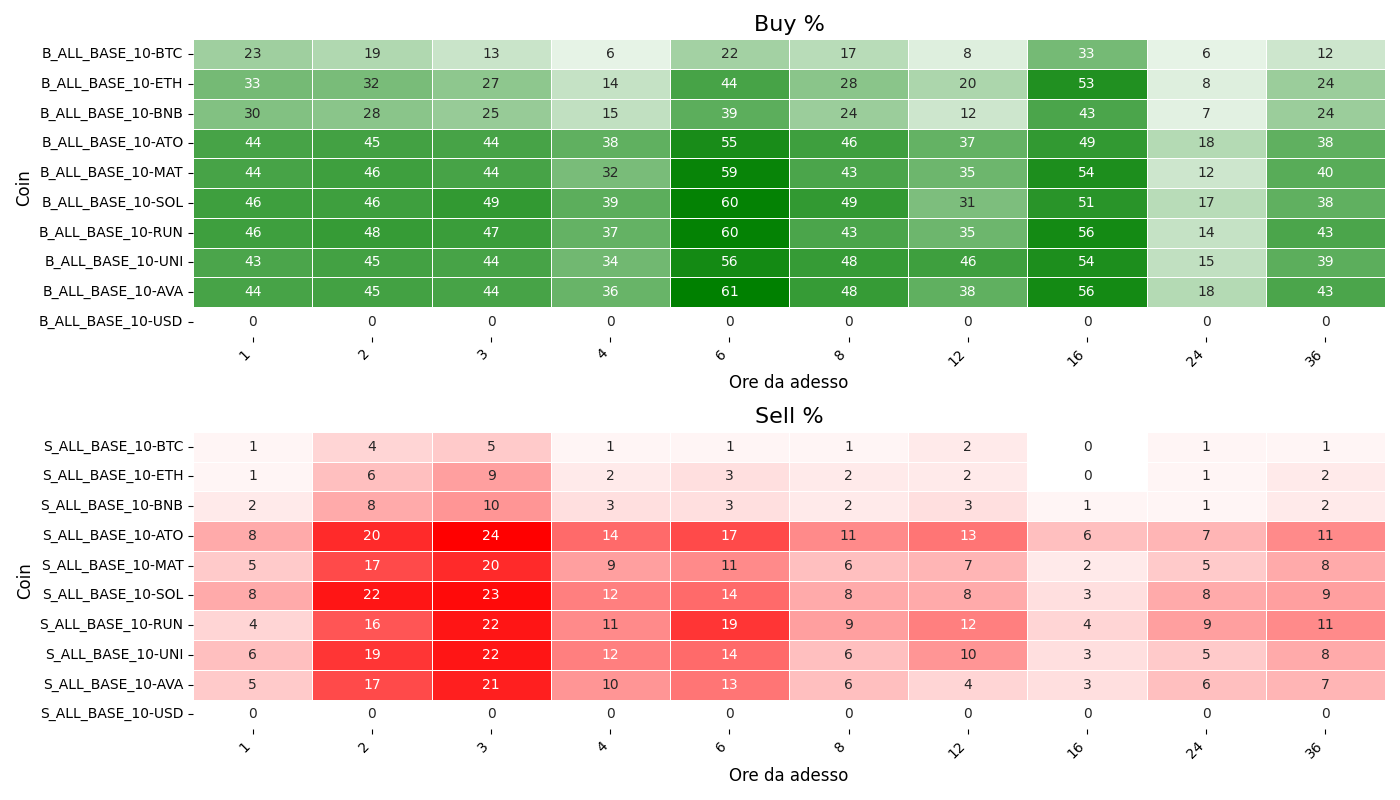 Buy %
Coin
B_ALL_BASE_10-BTC 23 19 13 6 22 17 8 33 6 12
B_ALL_BASE_10-ETH 33 32 27 14 44 28 20 53 8 24
B_ALL_BASE_10-BNB 30 28 25 15 39 24 12 43 7 24
B_ALL_BASE_10-ATO 44 45 44 38 55 46 37 49 18 38
B_ALL_BASE_10-MAT 44 46 44 32 59 43 35 54 12 40
B_ALL_BASE_10-SOL 46 46 49 39 60 49 31 51 17 38
B_ALL_BASE_10-RUN 46 48 47 37 60 43 35 56 14 43
B_ALL_BASE_10-UNI 43 45 44 34 56 48 46 54 15 39
B_ALL_BASE_10-AVA 44 45 44 36 61 48 38 56 18 43
B_ALL_BASE_10-USD 0 0 0 0 0 0 0 0 0 0
1 2 3 4 6 8 12 16 24 36
Ore da adesso
Sell %
Coin
S_ALL_BASE_10-BTC 1 4 5 1 1 1 2 0 1 1
S_ALL_BASE_10-ETH 1 6 9 2 3 2 2 0 1 2
S_ALL_BASE_10-BNB 2 8 10 3 3 2 3 1 1 2
S_ALL_BASE_10-ATO 8 20 24 14 17 11 13 6 7 11
S_ALL_BASE_10-MAT 5 17 20 9 11 6 7 2 5 8
S_ALL_BASE_10-SOL 8 22 23 12 14 8 8 3 8 9
S_ALL_BASE_10-RUN 4 16 22 11 19 9 12 4 9 11
S_ALL_BASE_10-UNI 6 19 22 12 14 6 10 3 5 8
S_ALL_BASE_10-AVA 5 17 21 10 13 6 4 3 6 7
S_ALL_BASE_10-USD 0 0 0 0 0 0 0 0 0 0
1 2 3 4 6 8 12 16 24 36
Ore da adesso